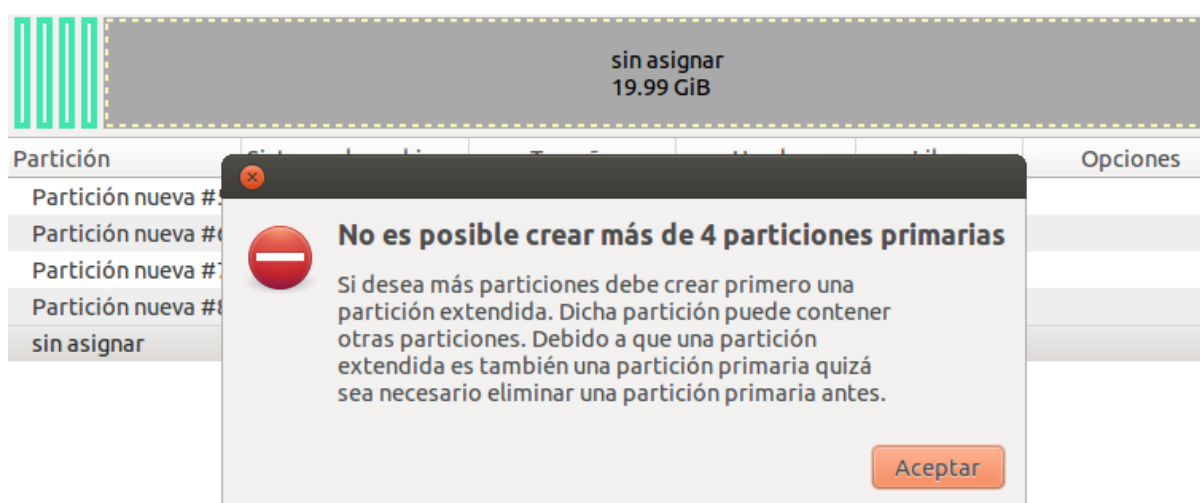 sin asignar
19.99 GiB
Partición
Opciones
Partición nueva
Partición nueva
Partición nueva
Partición nueva
sin asignar
No es posible crear más de 4 particiones primarias
Si desea más particiones debe crear primero una
partición extendida. Dicha partición puede contener
otras particiones. Debido a que una partición
extendida es también una partición primaria quizá
sea necesario eliminar una partición primaria antes.
Aceptar